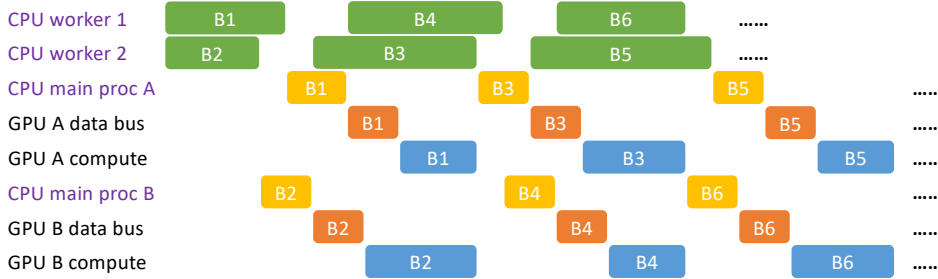 CPU worker 1 B1 B4 B6 ......
CPU worker 2 B2 B3 B5 ......
CPU main proc A B1 B3 B5 .....
GPU A data bus B1 B3 B5 .....
GPU A compute B1 B3 B5 .....
CPU main proc B B2 B4 B6 .....
GPU B data bus B2 B4 B6 .....
GPU B compute B2 B4 B6 .....